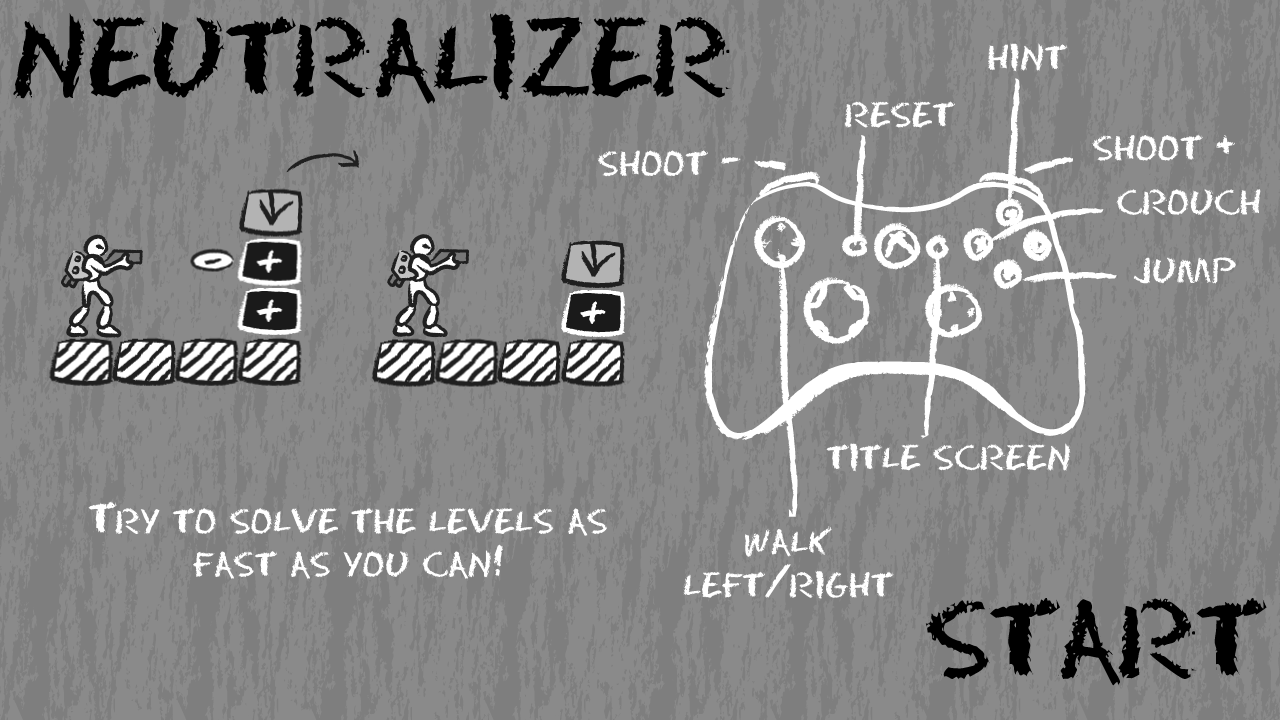 NEUTRALIZER
HINT
RESET
SHOOT -
SHOOT +
CROUCH
JUMP
TITLE SCREEN
TRY TO SOLVE THE LEVELS AS
FAST AS YOU CAN!
WALK
LEFT/RIGHT
START